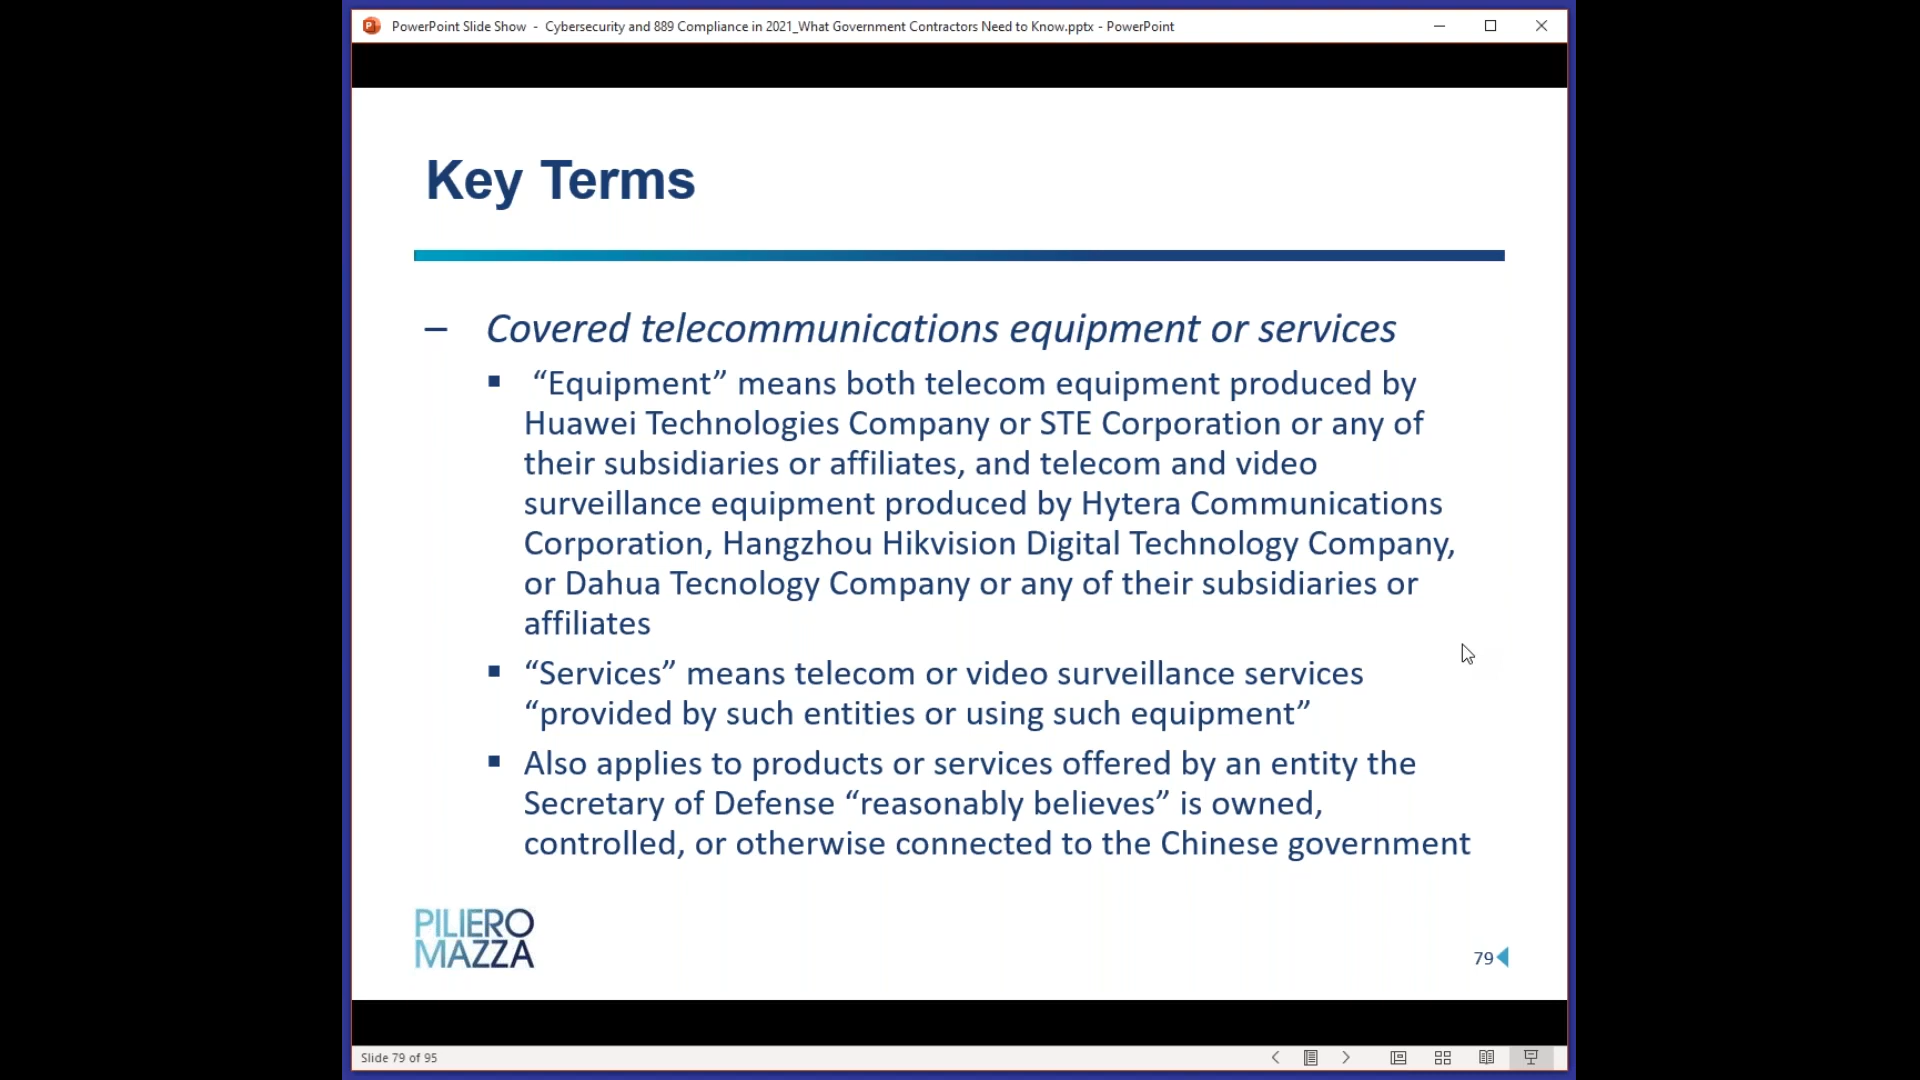 PowerPoint Slide Show - Cybersecurity and 889 Compliance in 2021_What Government Contractors Need to Know.pptx - PowerPoint
Key Terms
– Covered telecommunications equipment or services
▪ “Equipment” means both telecom equipment produced by
Huawei Technologies Company or STE Corporation or any of
their subsidiaries or affiliates, and telecom and video
surveillance equipment produced by Hytera Communications
Corporation, Hangzhou Hikvision Digital Technology Company,
or Dahua Tecnology Company or any of their subsidiaries or
affiliates
▪ “Services” means telecom or video surveillance services
“provided by such entities or using such equipment”
▪ Also applies to products or services offered by an entity the
Secretary of Defense “reasonably believes” is owned,
controlled, or otherwise connected to the Chinese government
PILIERO
MAZZA
79
Slide 79 of 95